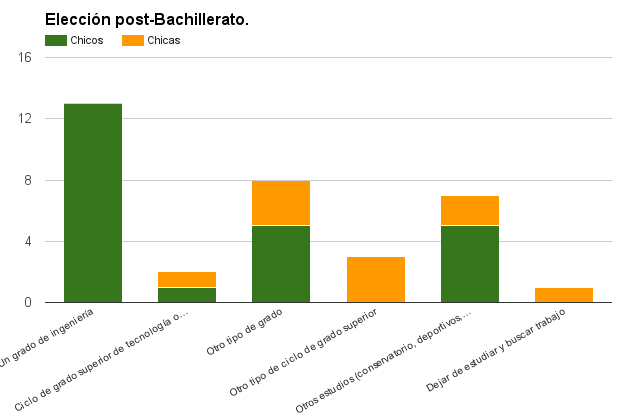 Elección post-Bachillerato.
Chicos Chicas
16
12
8
4
0
Un grado de ingeniería
Ciclo de grado superior de tecnología o...
Otro tipo de grado
Otro tipo de ciclo de grado superior
Otros estudios (conservatorio, deportivos,...
Dejar de estudiar y buscar trabajo